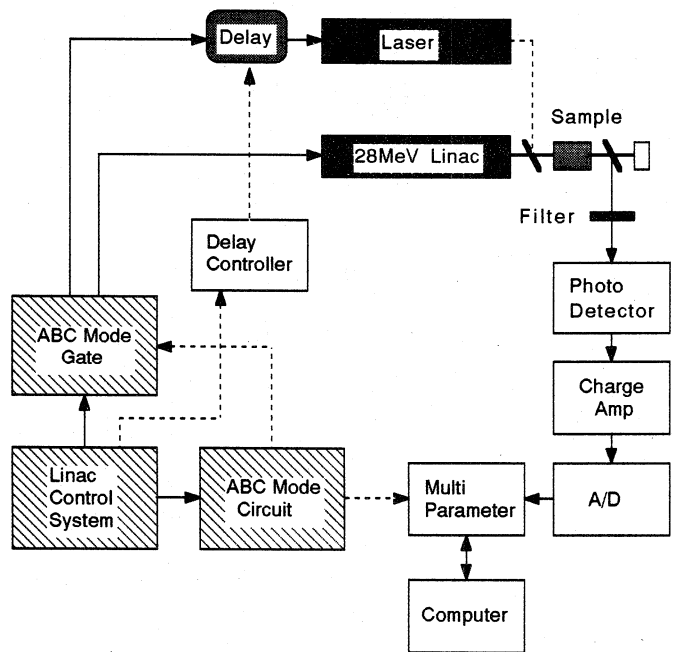 Delay
Laser
Sample
28MeV Linac
Filter
Delay
Controller
Photo
Detector
ABC Mode
Gate
Charge
Amp
Linac
Control
System
ABC Mode
Circuit
Multi
Parameter
A/D
Computer